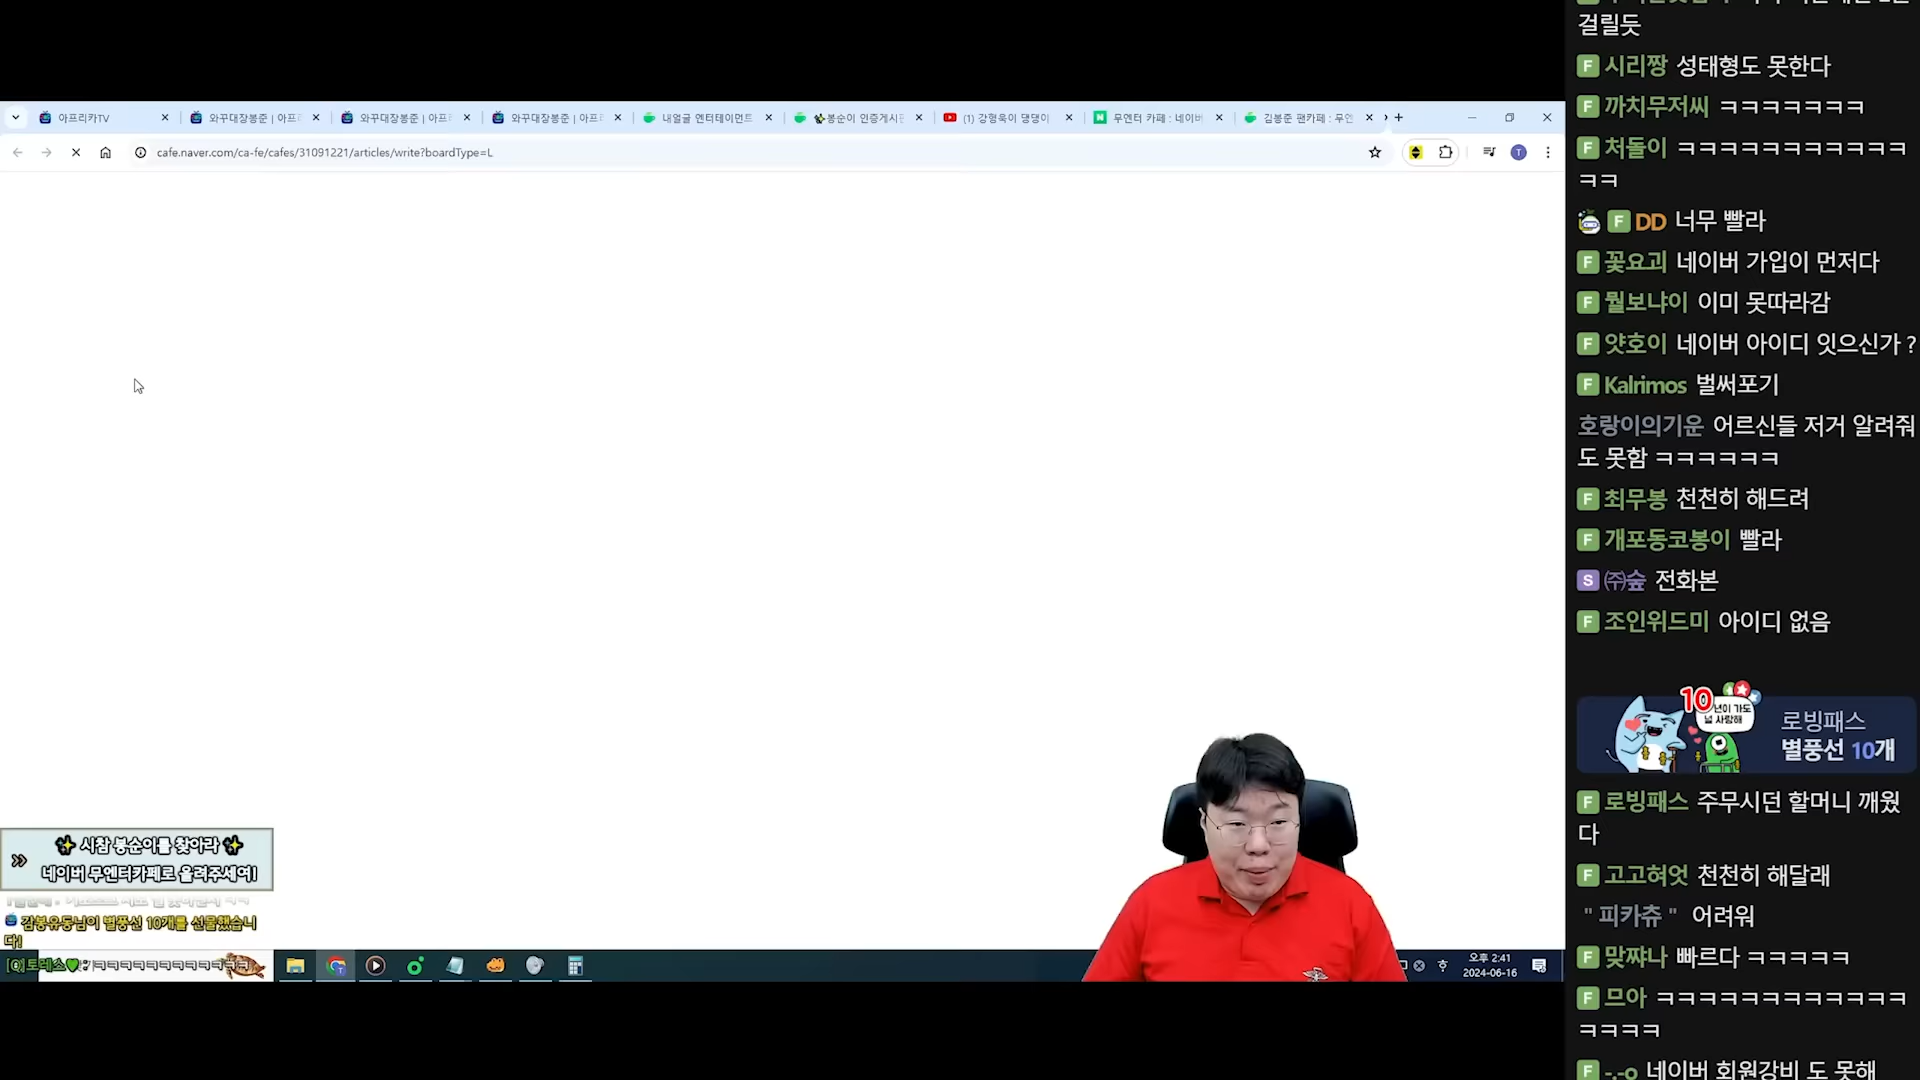 걸릴듯
아프리카TV
와꾸대장봉준 | 아프
와꾸대장봉준 | 아프
와꾸대장봉준 | 아프
내얼굴 엔터테이먼트
봉순이 인증게시
(1) 강형욱이 댕댕이
무엔터 카페 : 네이버
김봉준 팬카페 : 무엔
cafe.naver.com/ca-fe/cafes/31091221/articles/write?boardType=L
T
F 시리짱 성태형도 못한다
F 까치무저씨 ㅋㅋㅋㅋㅋㅋㅋ
F 처돌이 ㅋㅋㅋㅋㅋㅋㅋㅋㅋㅋㅋ
ㅋㅋ
F DD 너무 빨라
F 꽃요괴 네이버 가입이 먼저다
F 뭘보냐이 이미 못따라감
F 얏호이 네이버 아이디 잇으신가 ?
F Kalrimos 벌써포기
호랑이의기운 어르신들 저거 알려줘
도 못함 ㅋㅋㅋㅋㅋㅋ
F 최무봉 천천히 해드려
F 개포동코봉이 빨라
S ㈜숲 전화본
F 조인위드미 아이디 없음
10
년이 가도
널 사랑해
로빙패스
별풍선 10개
F 로빙패스 주무시던 할머니 깨웠
다
F 고고혀엇 천천히 해달래
" 피카츄 " 어려워
F 맞쨔나 빠르다 ㅋㅋㅋㅋㅋ
F 므아 ㅋㅋㅋㅋㅋㅋㅋㅋㅋㅋㅋㅋ
ㅋㅋㅋㅋ
F -.-o 네이버 회원강비 도 못해
시참 봉순이를 찾아라
네이버 무엔터카페로 올려주세여!
감봉유동님이 별풍선 10개를 선물했습니
다!
토레스
오후 2:41
2024-06-16